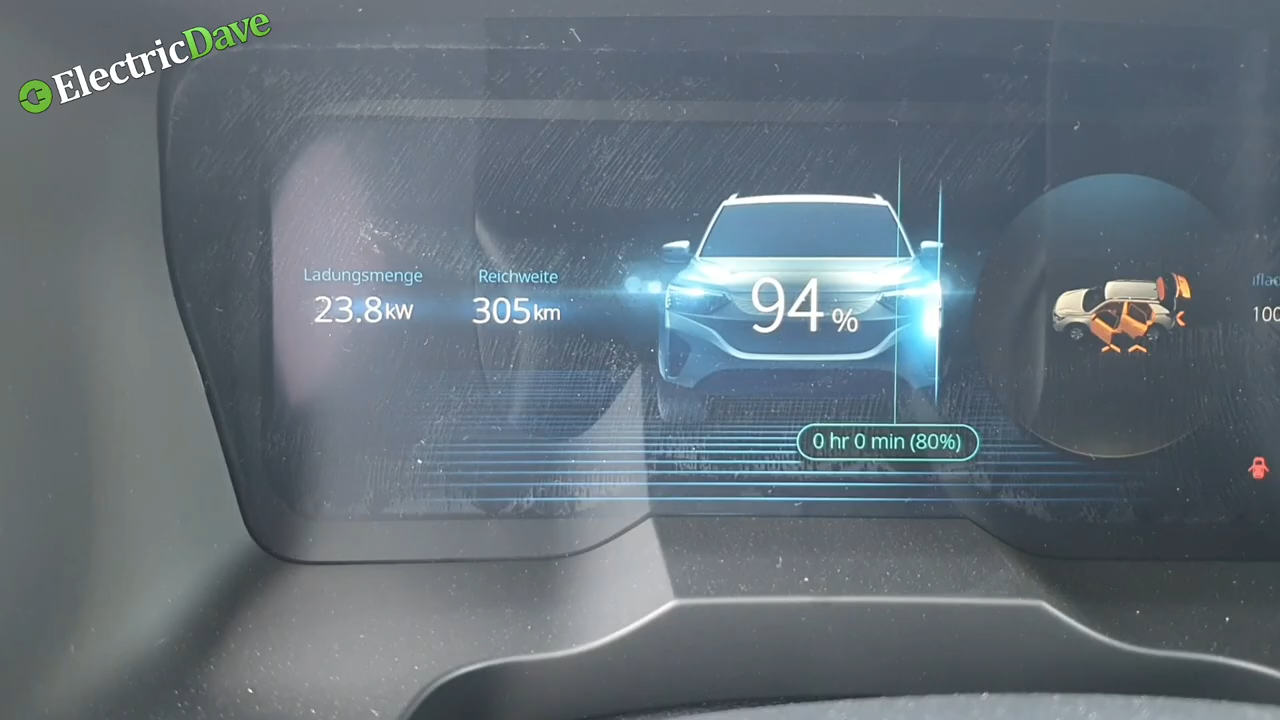 ElectricDave
Ladungsmenge
23.8kW
Reichweite
305km
94%
0 hr 0 min (80%)
100